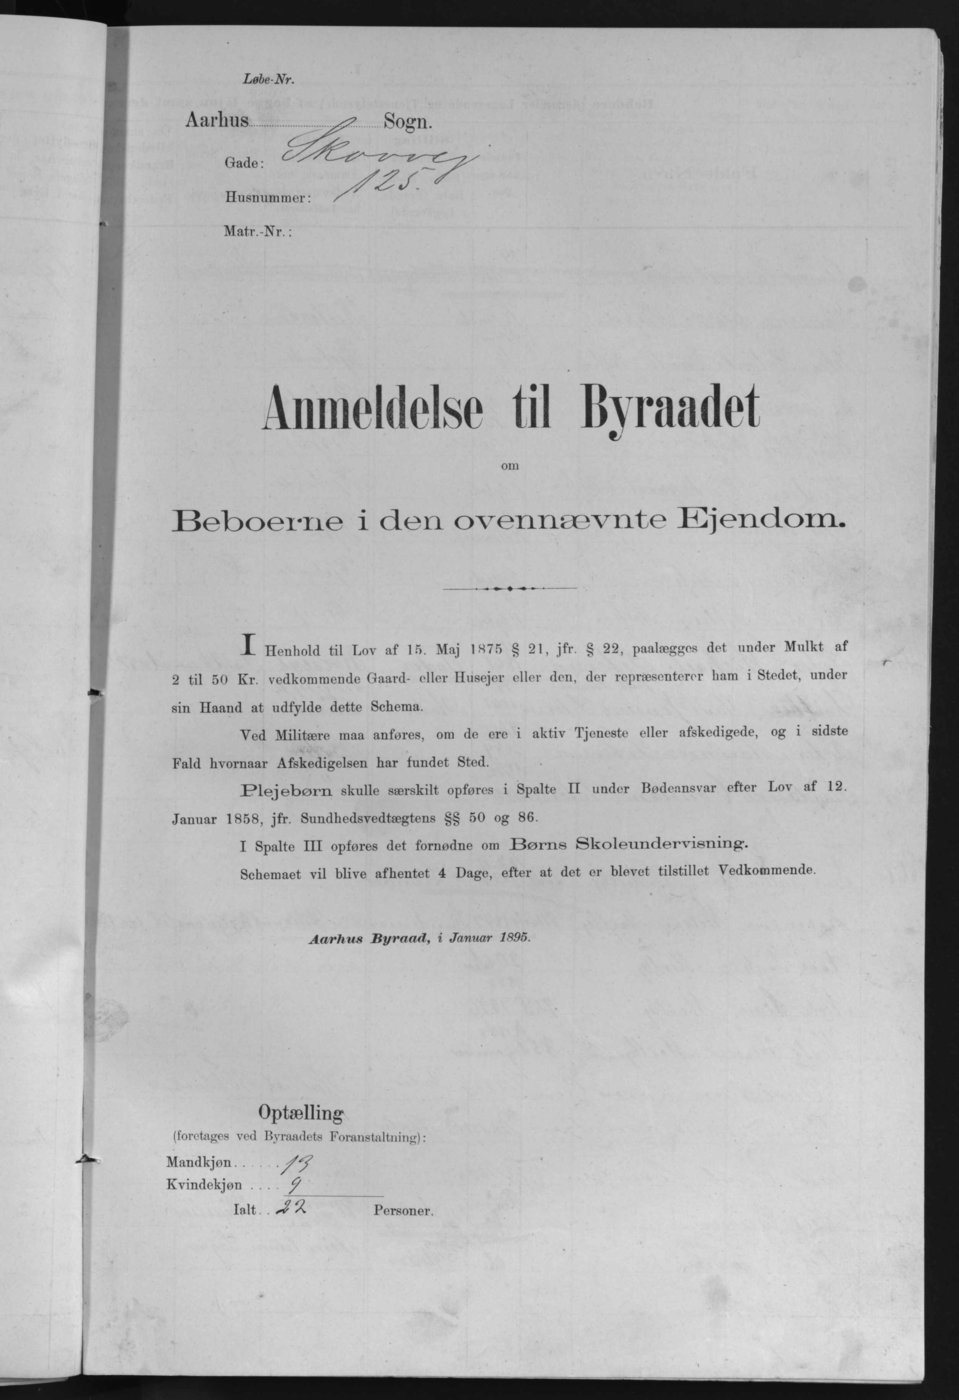 Løbe-Nr.
Aarhus Sogn.
Gade: Skovvej
Husnummer: 125.
Matr.-Nr.:
Anmeldelse til Byraadet
om
Beboerne i den ovennævnte Ejendom.
I Henhold til Lov af 15. Maj 1875 § 21, jfr. § 22, paalægges det under Mulkt af
2 til 50 Kr. vedkommende Gaard- eller Husejer eller den, der repræsenterer ham i Stedet, under
sin Haand at udfylde dette Schema.
Ved Militære maa anføres, om de ere i aktiv Tjeneste eller afskedigede, og i sidste
Fald hvornaar Afskedigelsen har fundet Sted.
Plejebørn skulle særskilt opføres i Spalte II under Bødeansvar efter Lov af 12.
Januar 1858, jfr. Sundhedsvedtægtens §§ 50 og 86.
I Spalte III opføres det fornødne om Børns Skoleundervisning.
Schemaet vil blive afhentet 4 Dage, efter at det er blevet tilstillet Vedkommende.
Aarhus Byraad, i Januar 1895.
Optælling
(foretages ved Byraadets Foranstaltning):
Mandkjøn...... 13
Kvindekjøn .... 9
Ialt.. 22 Personer.